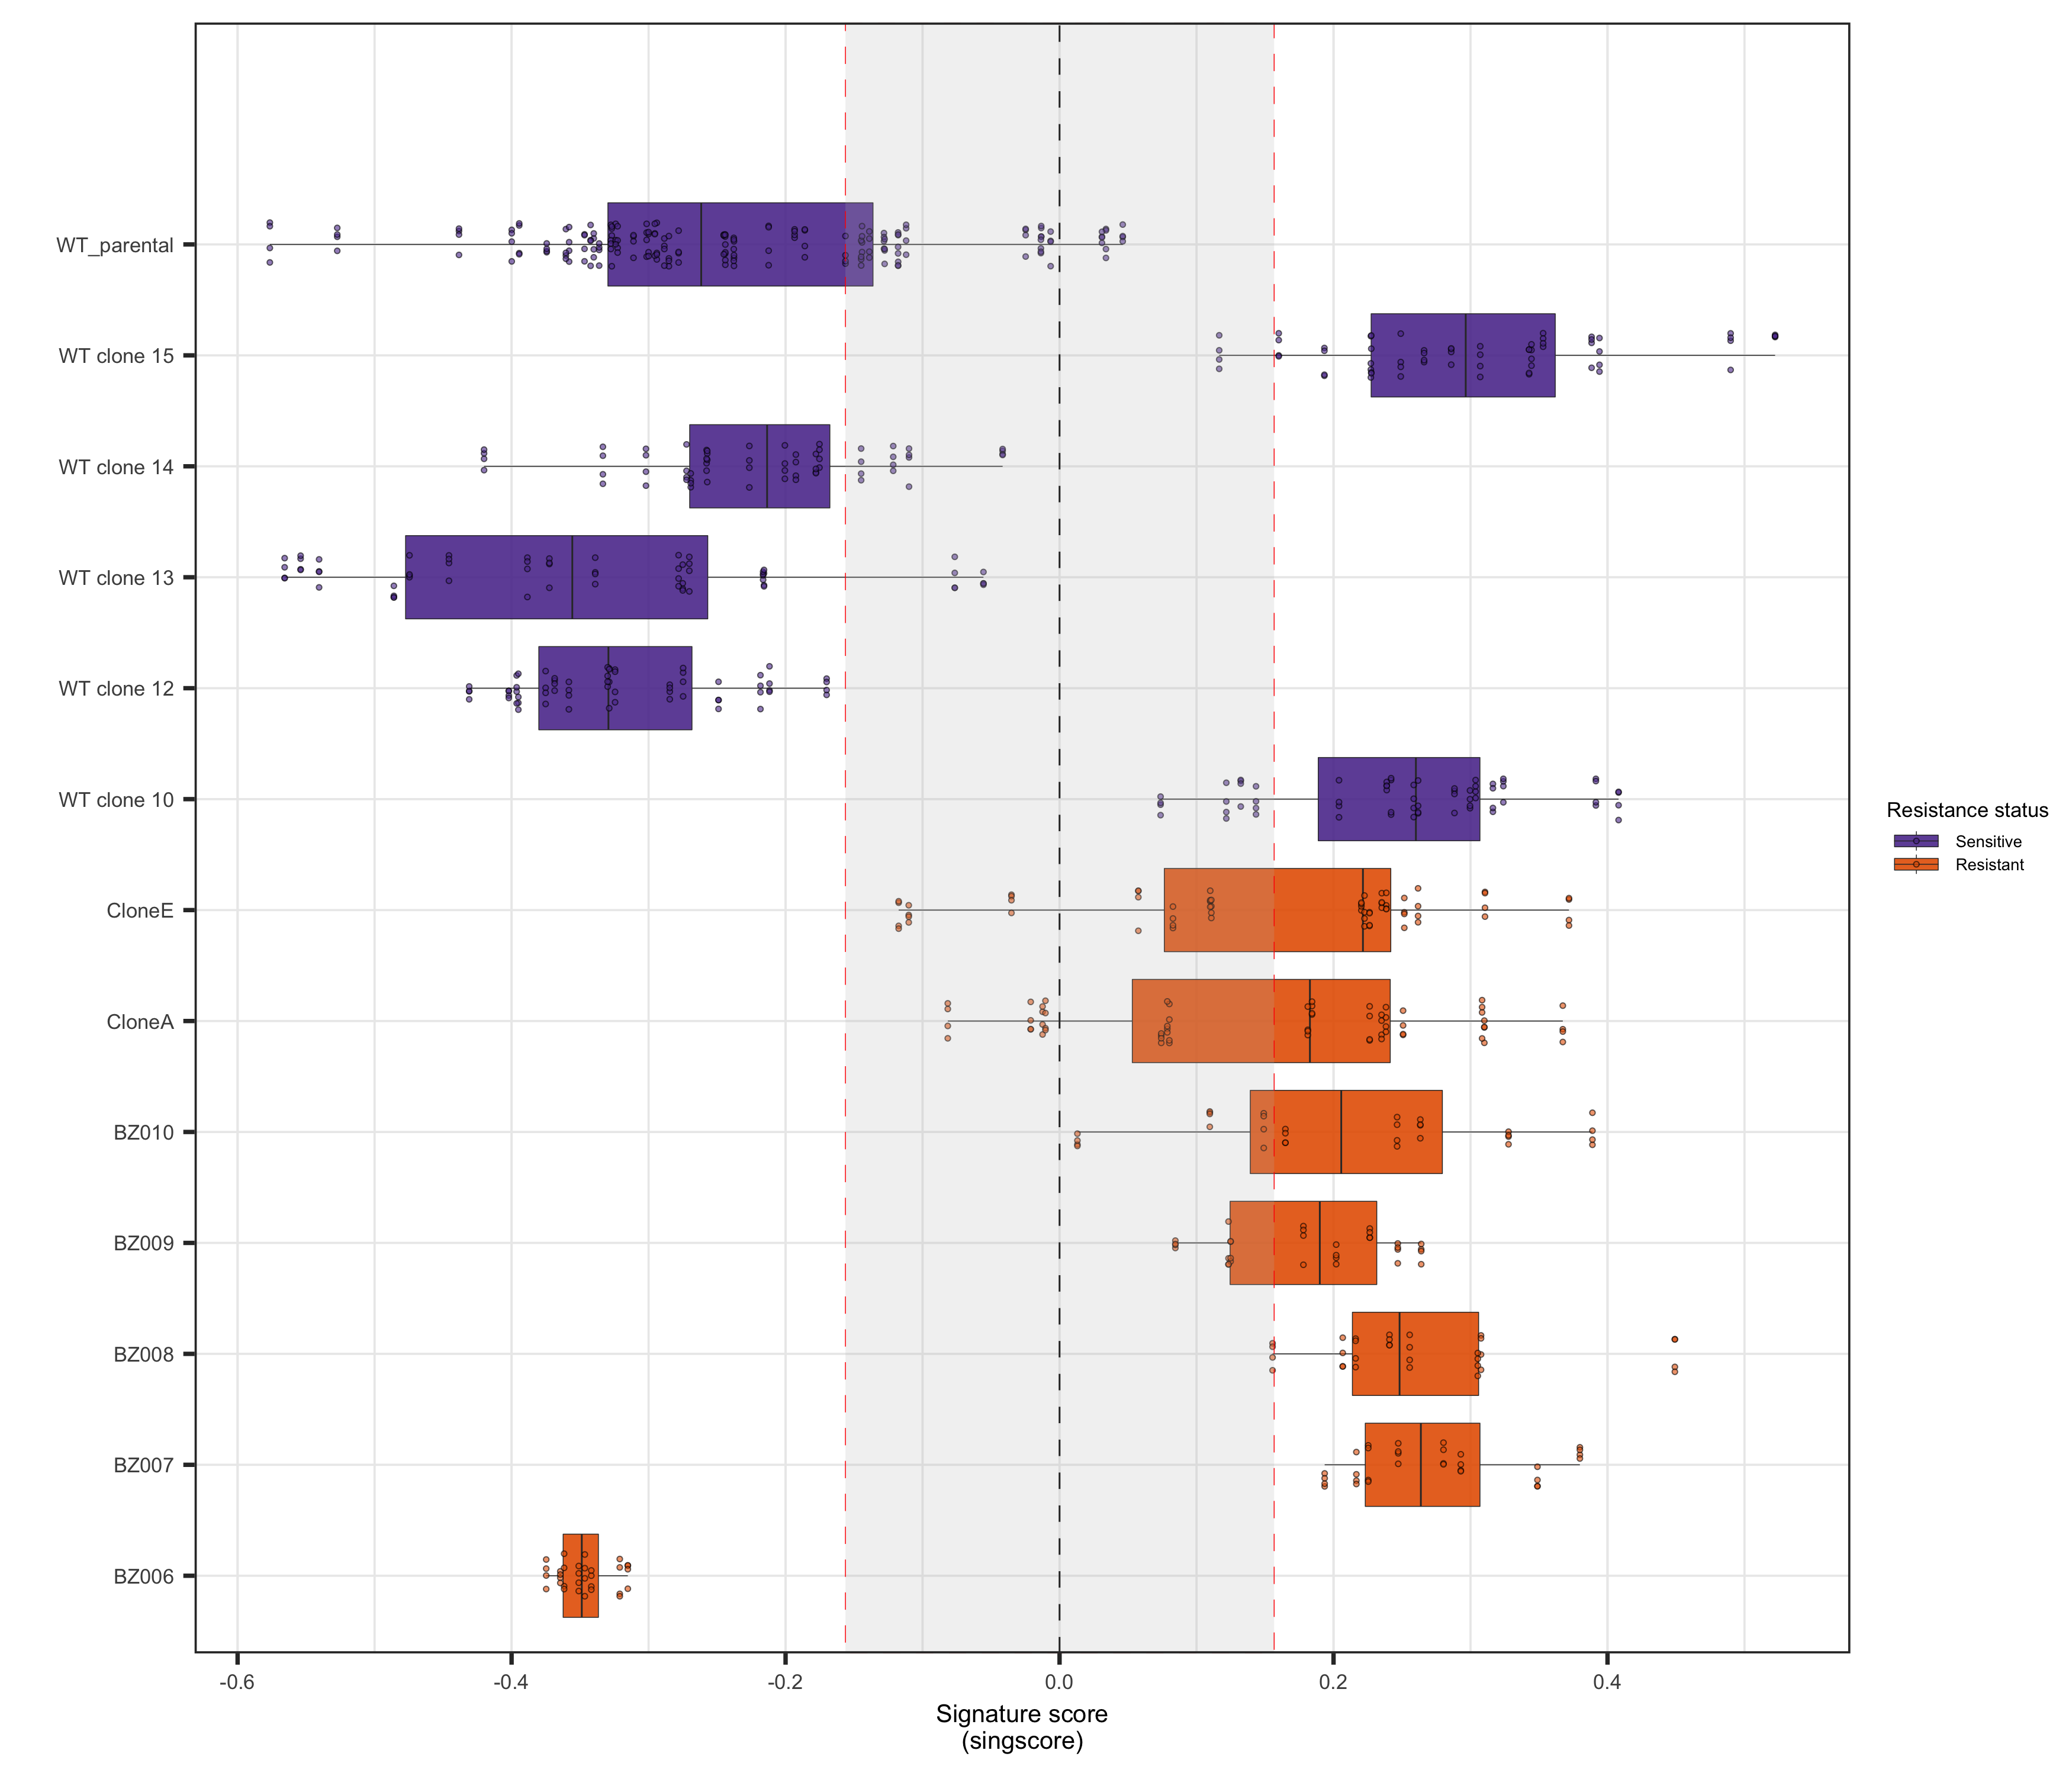 WT_parental
WT clone 15
WT clone 14
WT clone 13
WT clone 12
WT clone 10
CloneE
CloneA
BZ010
BZ009
BZ008
BZ007
BZ006
-0.6
-0.4
-0.2
0.0
0.2
0.4
Signature score
(singscore)
Resistance status
Sensitive
Resistant